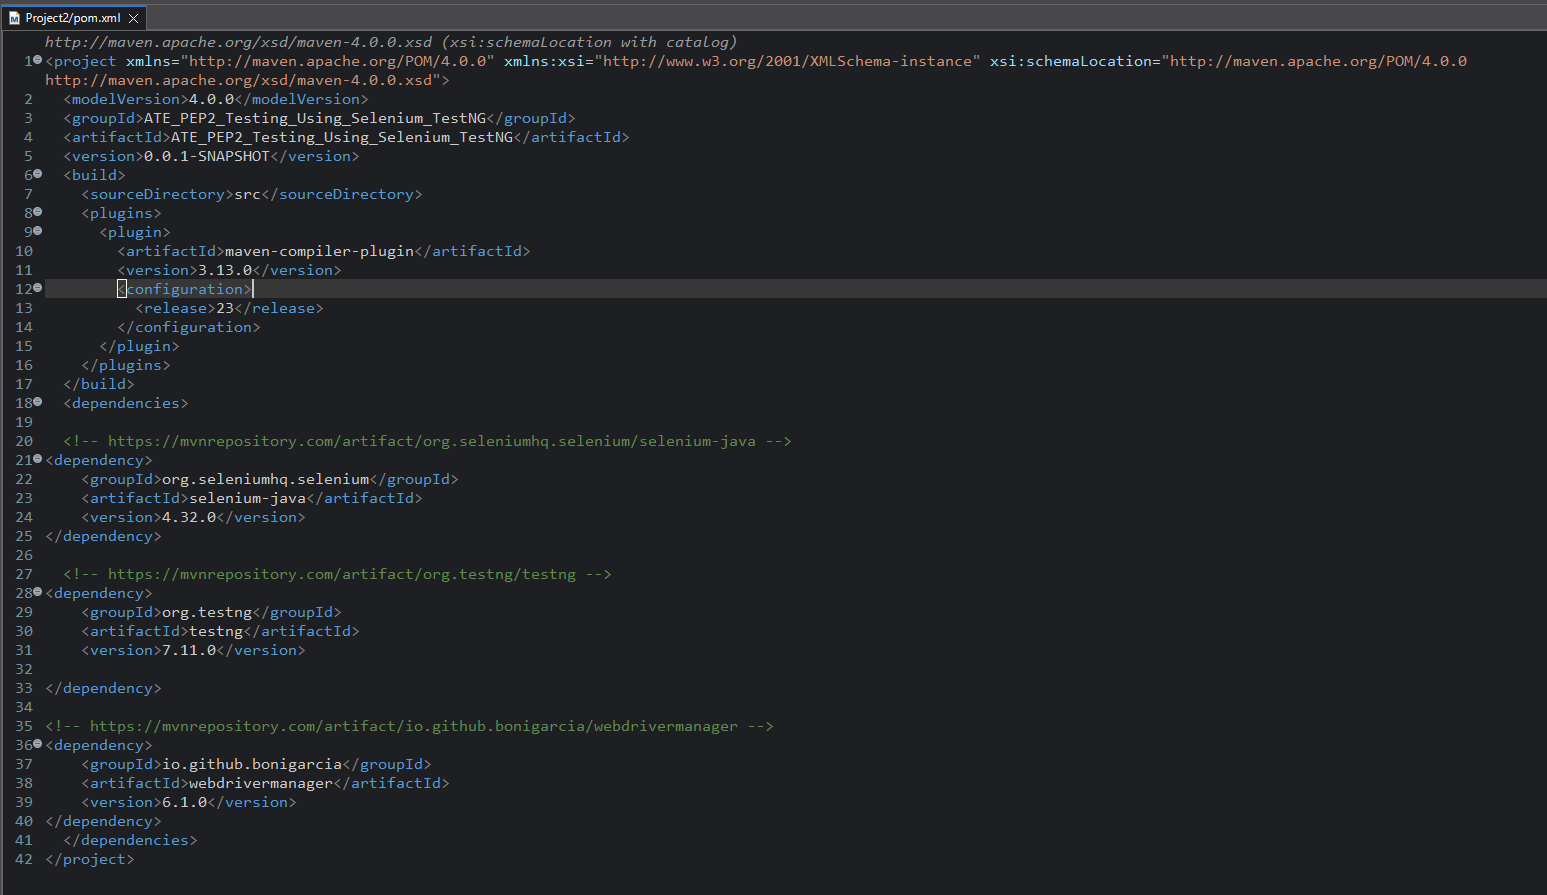 Project2/pom.xml
http://maven.apache.org/xsd/maven-4.0.0.xsd (xsi:schemaLocation with catalog)
1 <project xmlns="http://maven.apache.org/POM/4.0.0" xmlns:xsi="http://www.w3.org/2001/XMLSchema-instance" xsi:schemaLocation="http://maven.apache.org/POM/4.0.0
http://maven.apache.org/xsd/maven-4.0.0.xsd">
2 <modelVersion>4.0.0</modelVersion>
3 <groupId>ATE_PEP2_Testing_Using_Selenium_TestNG</groupId>
4 <artifactId>ATE_PEP2_Testing_Using_Selenium_TestNG</artifactId>
5 <version>0.0.1-SNAPSHOT</version>
6 <build>
7 <sourceDirectory>src</sourceDirectory>
8 <plugins>
9 <plugin>
10 <artifactId>maven-compiler-plugin</artifactId>
11 <version>3.13.0</version>
12 <configuration>
13 <release>23</release>
14 </configuration>
15 </plugin>
16 </plugins>
17 </build>
18 <dependencies>
19
20 <!-- https://mvnrepository.com/artifact/org.seleniumhq.selenium/selenium-java -->
21 <dependency>
22 <groupId>org.seleniumhq.selenium</groupId>
23 <artifactId>selenium-java</artifactId>
24 <version>4.32.0</version>
25 </dependency>
26
27 <!-- https://mvnrepository.com/artifact/org.testng/testng -->
28 <dependency>
29 <groupId>org.testng</groupId>
30 <artifactId>testng</artifactId>
31 <version>7.11.0</version>
32
33 </dependency>
34
35 <!-- https://mvnrepository.com/artifact/io.github.bonigarcia/webdrivermanager -->
36 <dependency>
37 <groupId>io.github.bonigarcia</groupId>
38 <artifactId>webdrivermanager</artifactId>
39 <version>6.1.0</version>
40 </dependency>
41 </dependencies>
42 </project>